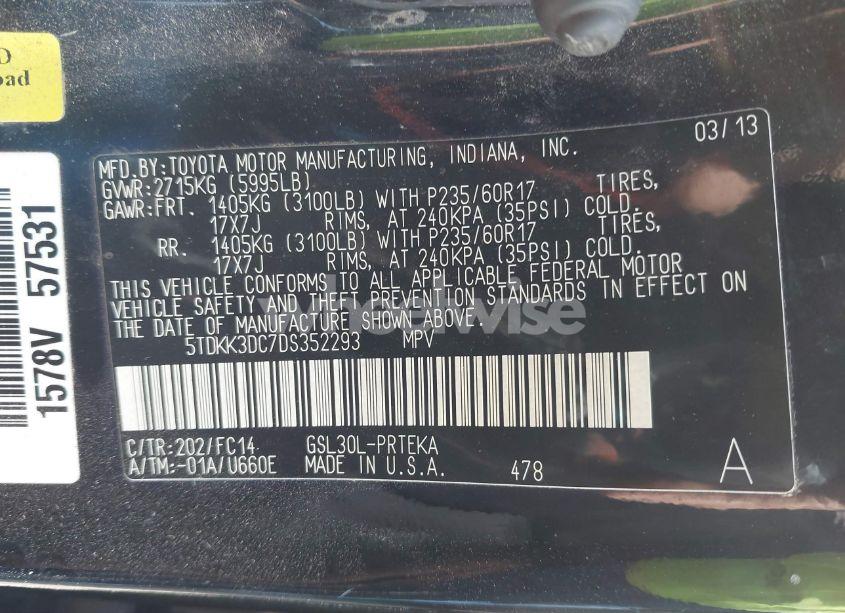 D
oad
1578V 57531
MFD.BY:TOYOTA MOTOR MANUFACTURING, INDIANA, INC. 03/13
GVWR:2715KG (5995LB)
GAWR:FRT. 1405KG (3100LB) WITH P235/60R17 TIRES,
17X7J RIMS, AT 240KPA (35PSI) COLD.
RR. 1405KG (3100LB) WITH P235/60R17 TIRES,
17X7J RIMS, AT 240KPA (35PSI) COLD.
THIS VEHICLE CONFORMS TO ALL APPLICABLE FEDERAL MOTOR
VEHICLE SAFETY AND THEFT PREVENTION STANDARDS IN EFFECT ON
THE DATE OF MANUFACTURE SHOWN ABOVE.
wheelwise
5TDKK3DC7DS352293 MPV
C/TR:202/FC14 GSL30L-PRTEKA
A/TM:-01A/U660E MADE IN U.S.A. 478 A